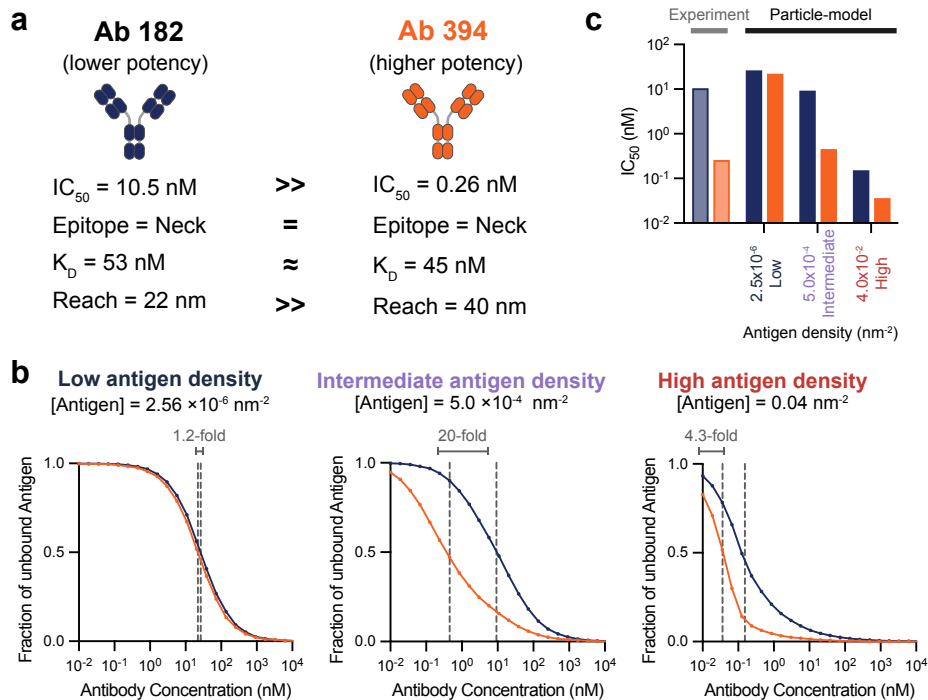 a
Ab 182
(lower potency)
Ab 394
(higher potency)
IC50 = 10.5 nM >> IC50 = 0.26 nM
Epitope = Neck = Epitope = Neck
KD = 53 nM ≈ KD = 45 nM
Reach = 22 nm >> Reach = 40 nm
c
Experiment Particle-model
IC50 (nM)
10^2
10^1
10^0
10^-1
10^-2
2.5x10^-6
Low
5.0x10^-4
Intermediate
4.0x10^-2
High
Antigen density (nm^-2)
b
Low antigen density
[Antigen] = 2.56 ×10^-6 nm^-2
1.2-fold
Fraction of unbound Antigen
1.0
0.5
0.0
10^-2 10^-1 10^0 10^1 10^2 10^3 10^4
Antibody Concentration (nM)
Intermediate antigen density
[Antigen] = 5.0 ×10^-4 nm^-2
20-fold
Fraction of unbound Antigen
1.0
0.5
0.0
10^-2 10^-1 10^0 10^1 10^2 10^3 10^4
Antibody Concentration (nM)
High antigen density
[Antigen] = 0.04 nm^-2
4.3-fold
Fraction of unbound Antigen
1.0
0.5
0.0
10^-2 10^-1 10^0 10^1 10^2 10^3 10^4
Antibody Concentration (nM)